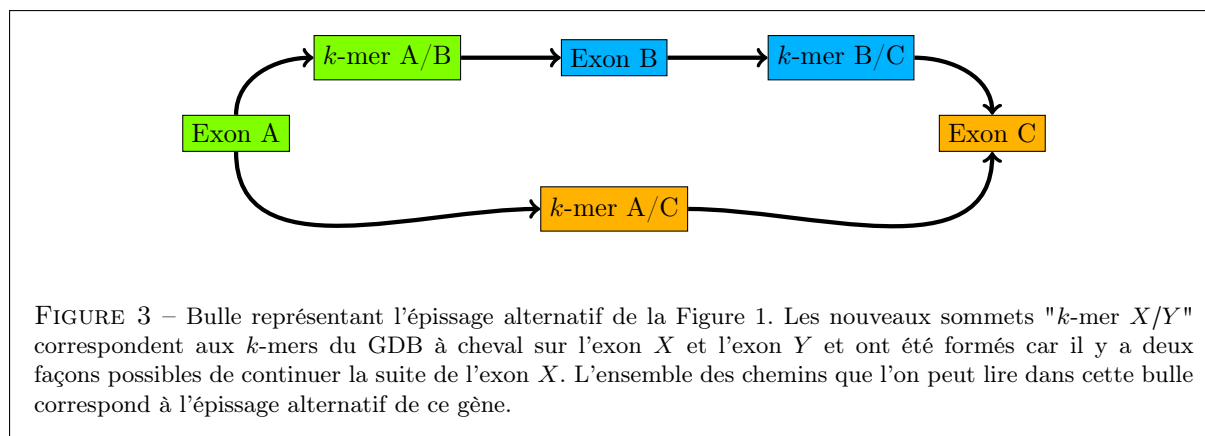 k-mer A/B
Exon B
k-mer B/C
Exon A
Exon C
k-mer A/C
FIGURE 3 – Bulle représentant l'épissage alternatif de la Figure 1. Les nouveaux sommets "k-mer X/Y"
correspondent aux k-mers du GDB à cheval sur l'exon X et l'exon Y et ont été formés car il y a deux
façons possibles de continuer la suite de l'exon X. L'ensemble des chemins que l'on peut lire dans cette bulle
correspond à l'épissage alternatif de ce gène.